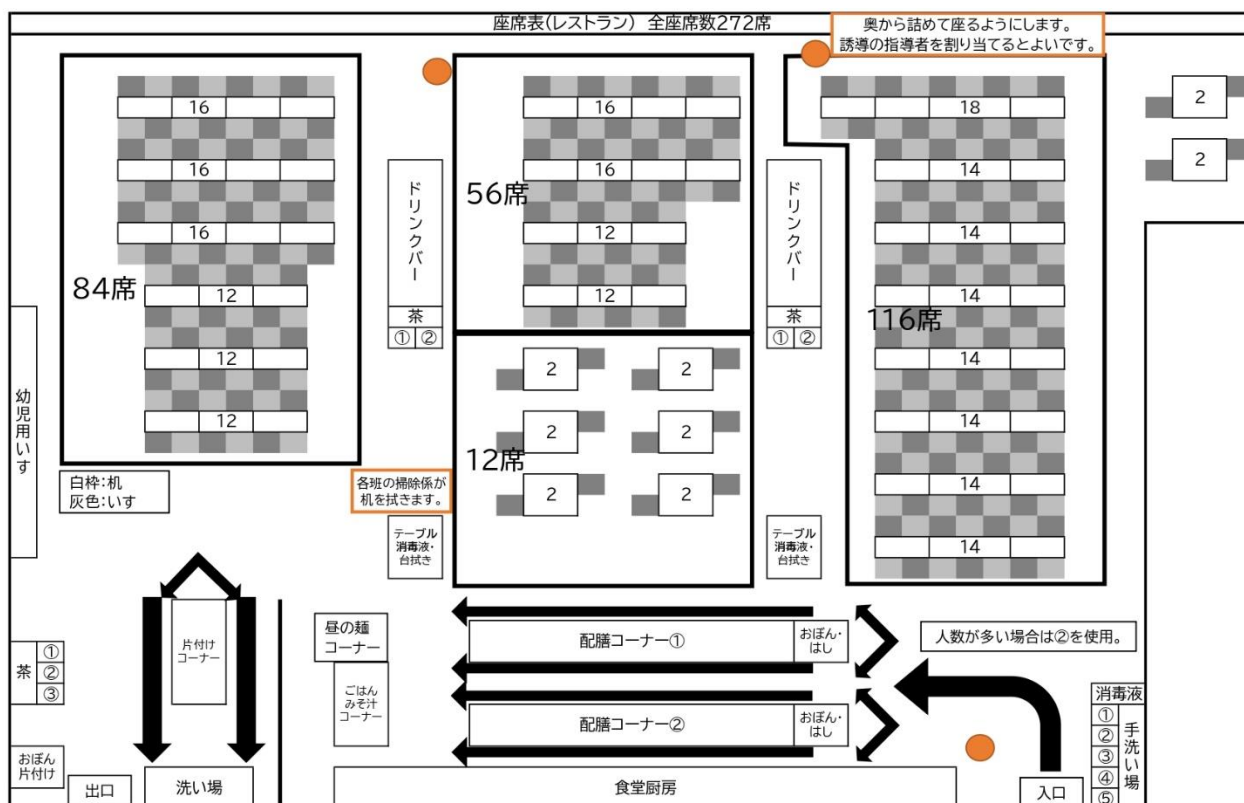 座席表(レストラン) 全座席数272席
奥から詰めて座るようにします。
誘導の指導者を割り当てるとよいです。
16
16
16
12
12
12
84席
幼児用いす
白枠:机
灰色:いす
ドリンクバー
茶
① ②
16
16
12
12
56席
2
2
2
2
2
2
12席
ドリンクバー
茶
① ②
18
14
14
14
14
14
14
14
116席
2
2
各班の掃除係が
机を拭きます。
テーブル
消毒液・
台拭き
テーブル
消毒液・
台拭き
片付け
コーナー
茶
①
②
③
おぼん
片付け
出口
洗い場
昼の麺
コーナー
ごはん
みそ汁
コーナー
配膳コーナー①
おぼん・
はし
配膳コーナー②
おぼん・
はし
食堂厨房
人数が多い場合は②を使用。
消毒液
①
②
③
④
⑤
手洗い場
入口